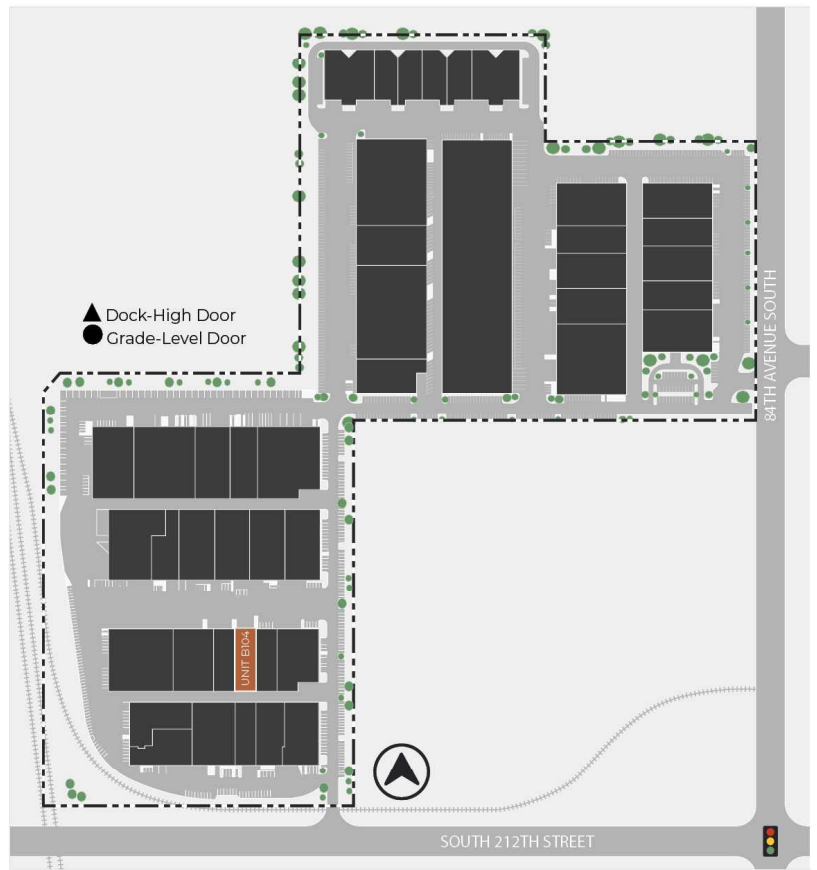 Dock-High Door
Grade-Level Door
84TH AVENUE SOUTH
UNIT B104
SOUTH 212TH STREET